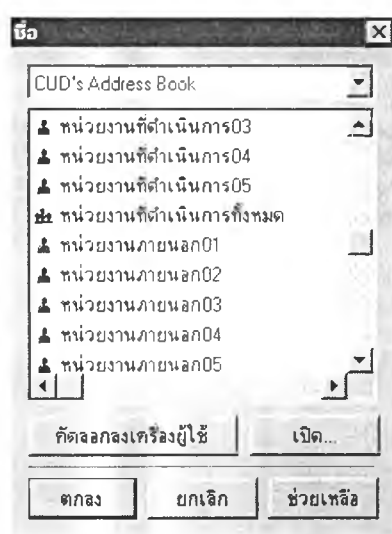 ชื่อ
CUD's Address Book
หน่วยงานที่ดำเนินการ03
หน่วยงานที่ดำเนินการ04
หน่วยงานที่ดำเนินการ05
หน่วยงานที่ดำเนินการทั้งหมด
หน่วยงานภายนอก01
หน่วยงานภายนอก02
หน่วยงานภายนอก03
หน่วยงานภายนอก04
หน่วยงานภายนอก05
คัดลอกลงเครื่องผู้ใช้ เปิด...
ตกลง ยกเลิก ช่วยเหลือ